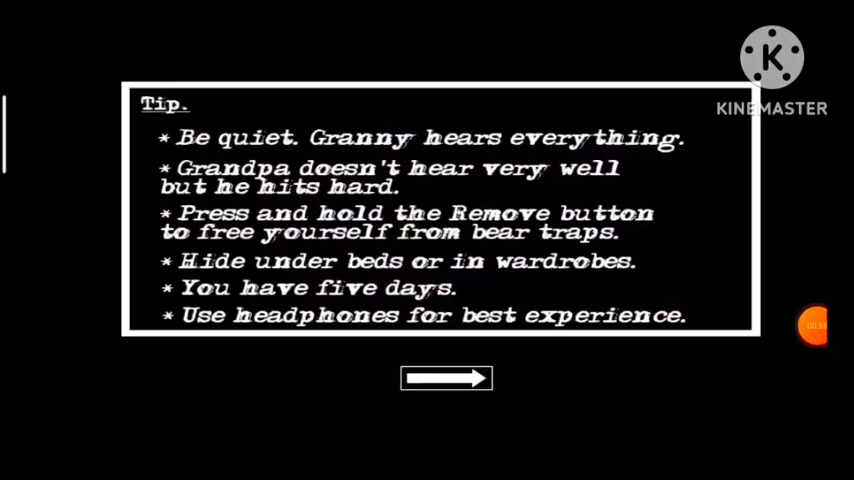 K
KINEMASTER
Tip.
* Be quiet. Granny hears everything.
* Grandpa doesn't hear very well
but he hits hard.
* Press and hold the Remove button
to free yourself from bear traps.
* Hide under beds or in wardrobes.
* You have five days.
* Use headphones for best experience.
00:59